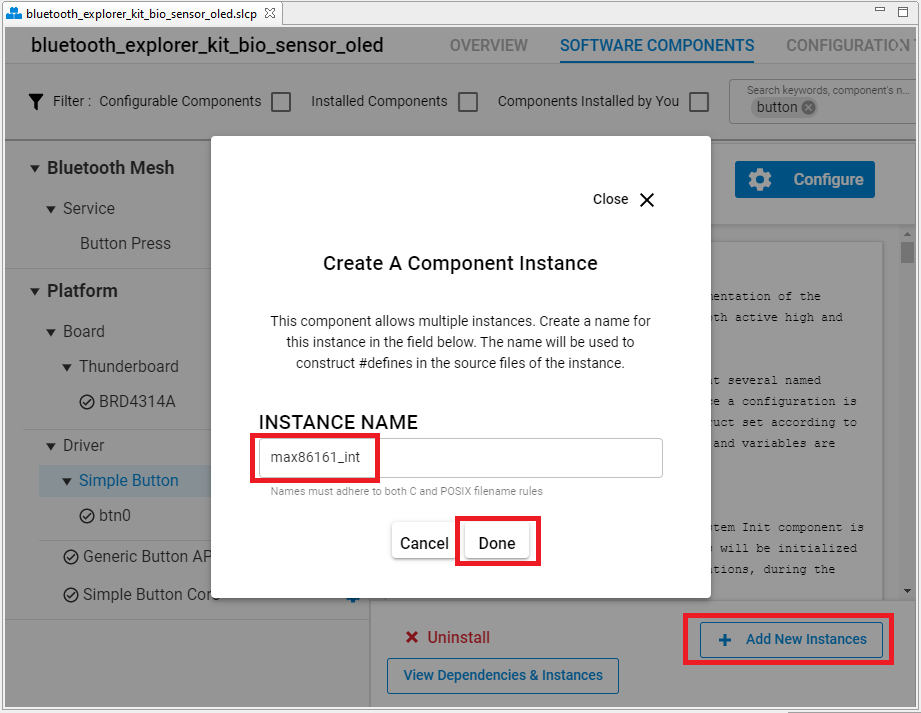 bluetooth_explorer_kit_bio_sensor_oled.slcp
bluetooth_explorer_kit_bio_sensor_oled
OVERVIEW
SOFTWARE COMPONENTS
CONFIGURATION
Filter :
Configurable Components
Installed Components
Components Installed by You
Search keywords, component's n...
button
Bluetooth Mesh
Service
Button Press
Platform
Board
Thunderboard
BRD4314A
Driver
Simple Button
btn0
Generic Button AP
Simple Button Cor
Configure
Close
Create A Component Instance
This component allows multiple instances. Create a name for
this instance in the field below. The name will be used to
construct #defines in the source files of the instance.
INSTANCE NAME
max86161_int
Names must adhere to both C and POSIX filename rules
Cancel
Done
of the
active high and
several named
a configuration is
set according to
and variables are
Init component is
will be initialized
during the
Uninstall
Add New Instances
View Dependencies & Instances